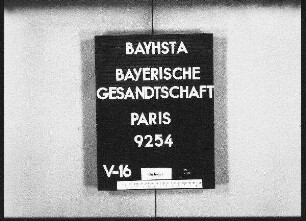 BAYHSTA
BAYERISCHE
GESANDTSCHAFT
PARIS
9254
V-16